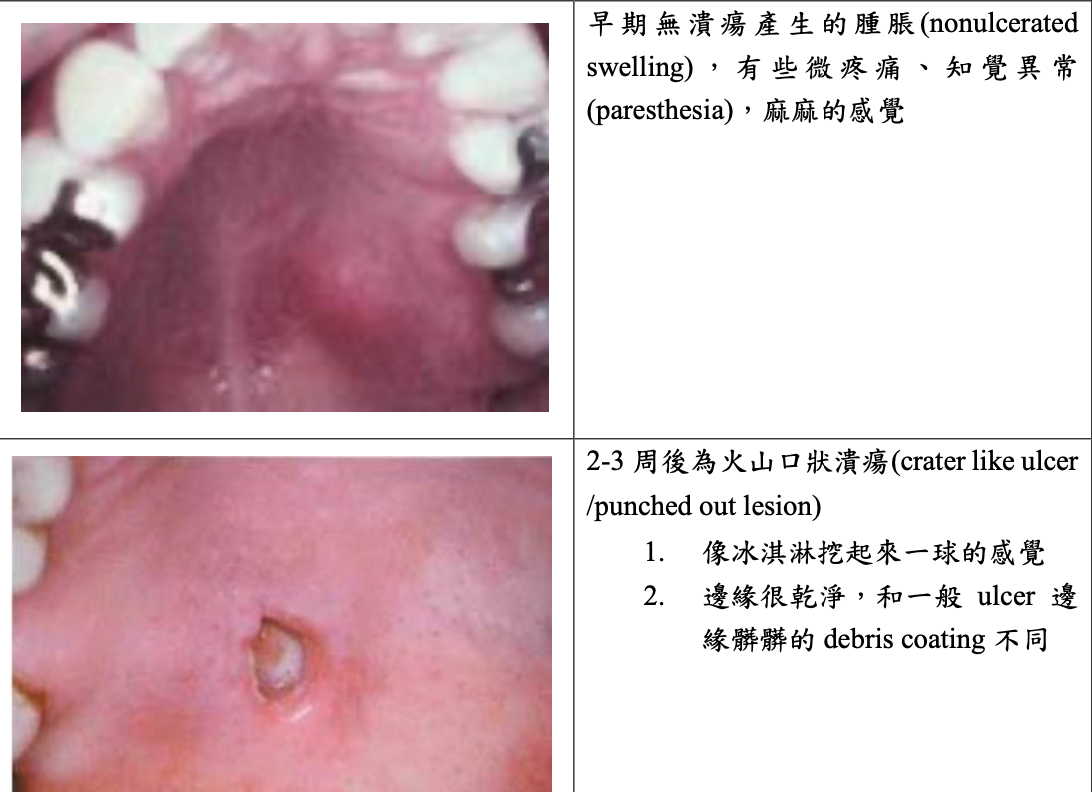 早期無潰瘍產生的腫脹(nonulcerated
swelling)，有些微疼痛、知覺異常
(paresthesia)，麻麻的感覺
2-3 周後為火山口狀潰瘍(crater like ulcer
/punched out lesion)
1. 像冰淇淋挖起來一球的感覺
2. 邊緣很乾淨，和一般 ulcer 邊
緣髒髒的 debris coating 不同